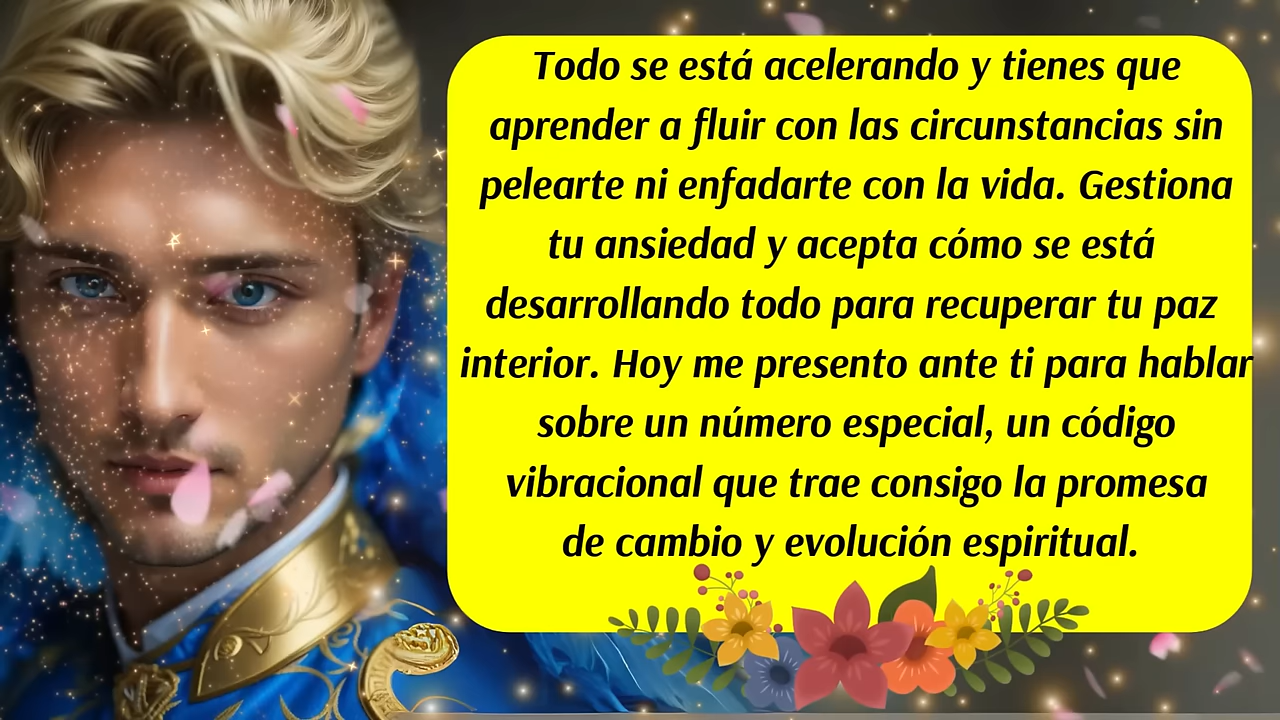 Todo se está acelerando y tienes que
aprender a fluir con las circunstancias sin
pelearte ni enfadarte con la vida. Gestiona
tu ansiedad y acepta cómo se está
desarrollando todo para recuperar tu paz
interior. Hoy me presento ante ti para hablar
sobre un número especial, un código
vibracional que trae consigo la promesa
de cambio y evolución espiritual.